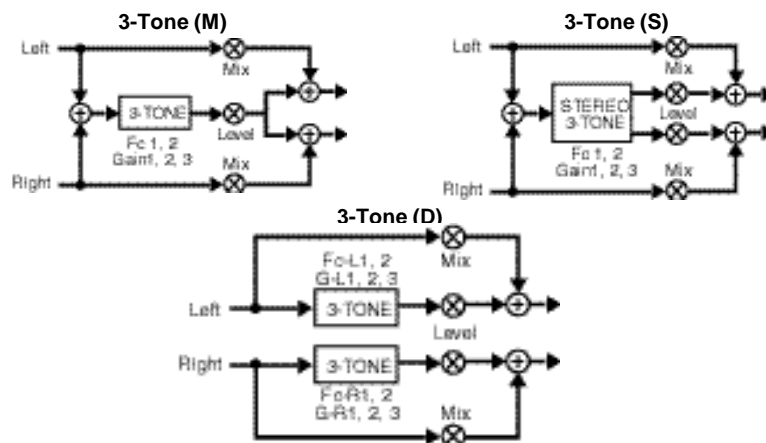 3-Tone (M)
Left
Mix
3-TONE
Level
Fc 1, 2
Gain1, 2, 3
Right
Mix
3-Tone (S)
Left
Mix
STEREO
3-TONE
Level
Fc 1, 2
Gain1, 2, 3
Right
Mix
3-Tone (D)
Mix
Fc-L1, 2
G-L1, 2, 3
Left
3-TONE
Level
Right
3-TONE
Fc-R1, 2
G-R1, 2, 3
Mix